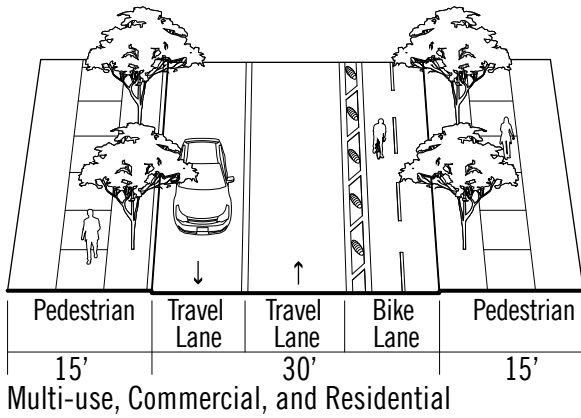 Pedestrian Travel Lane Travel Lane Bike Lane Pedestrian
15’ 30’ 15’
Multi-use, Commercial, and Residential